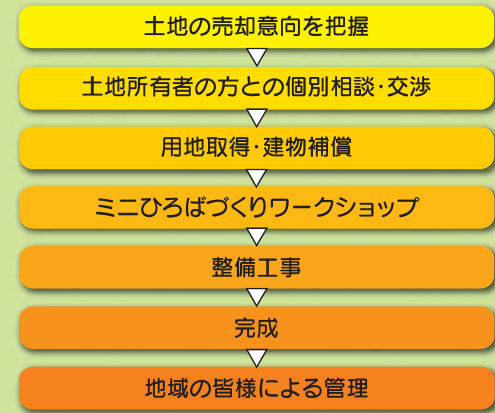 土地の売却意向を把握
土地所有者の方との個別相談・交渉
用地取得・建物補償
ミニひろばづくりワークショップ
整備工事
完成
地域の皆様による管理